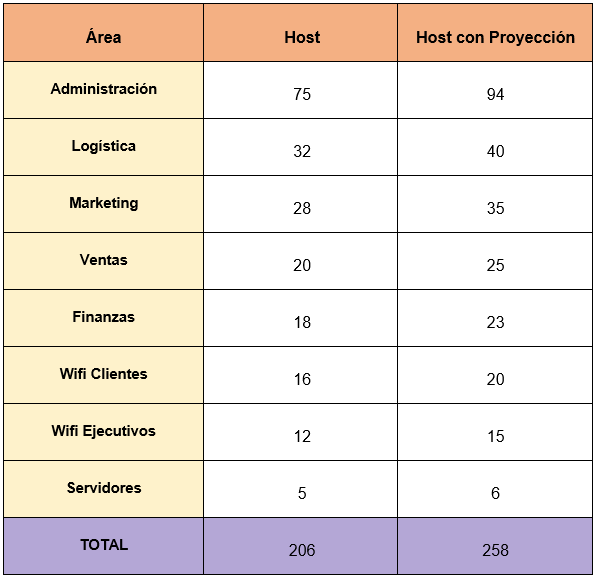 Área Host Host con Proyección
Administración 75 94
Logística 32 40
Marketing 28 35
Ventas 20 25
Finanzas 18 23
Wifi Clientes 16 20
Wifi Ejecutivos 12 15
Servidores 5 6
TOTAL 206 258